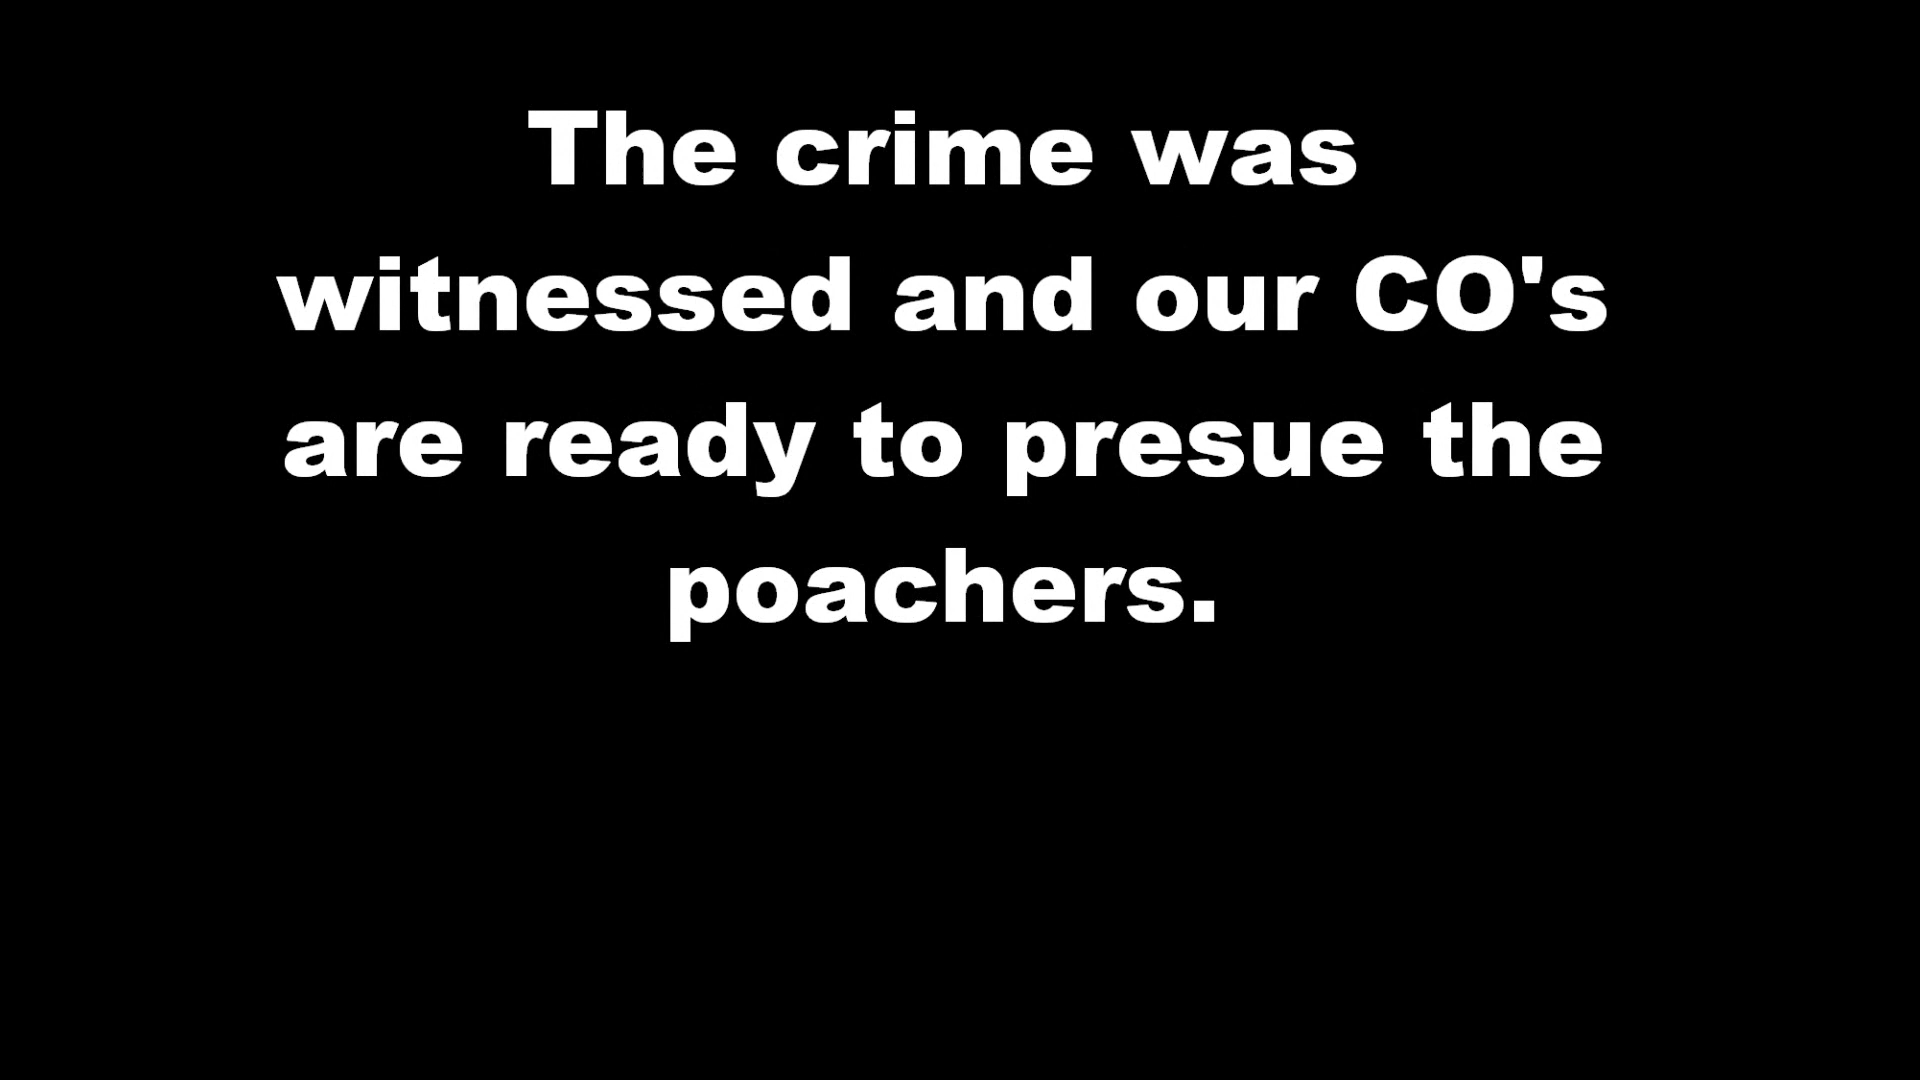 The crime was
witnessed and our CO's
are ready to presue the
poachers.